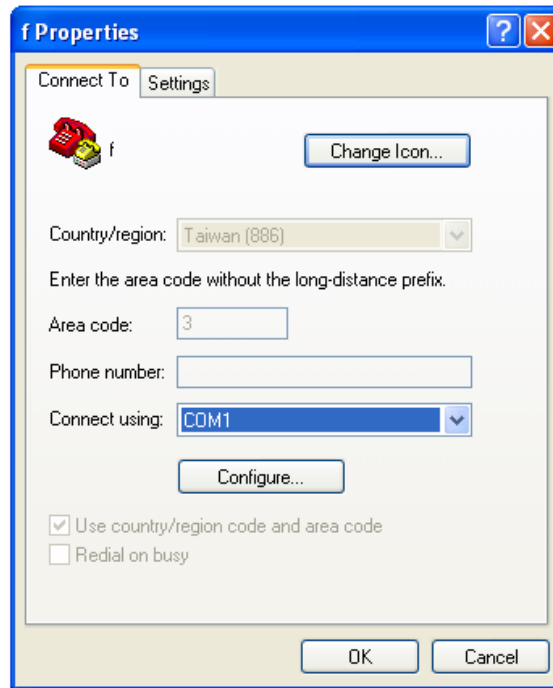 f Properties
Connect To Settings
f
Change Icon...
Country/region: Taiwan (886)
Enter the area code without the long-distance prefix.
Area code: 3
Phone number:
Connect using: COM1
Configure...
Use country/region code and area code
Redial on busy
OK Cancel